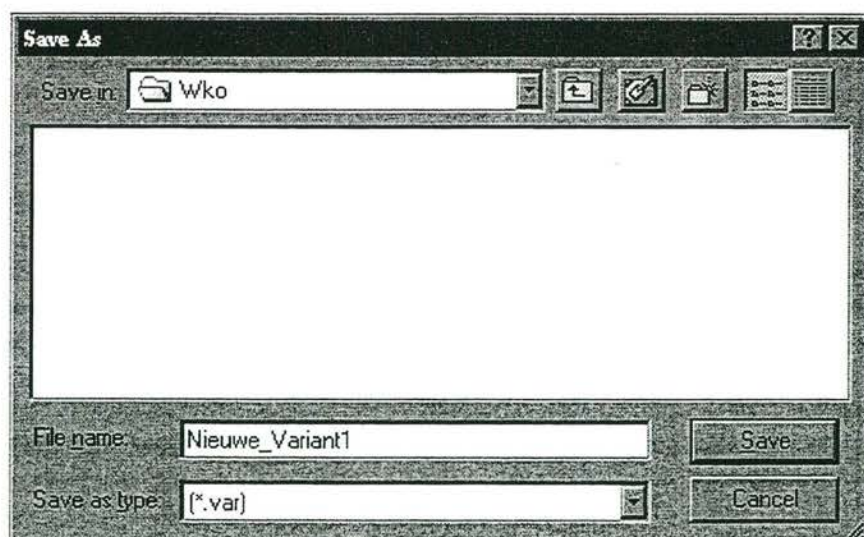 Save As
Save in: Wko
File name: Nieuwe_Variant1 Save
Save as type: (*.var) Cancel